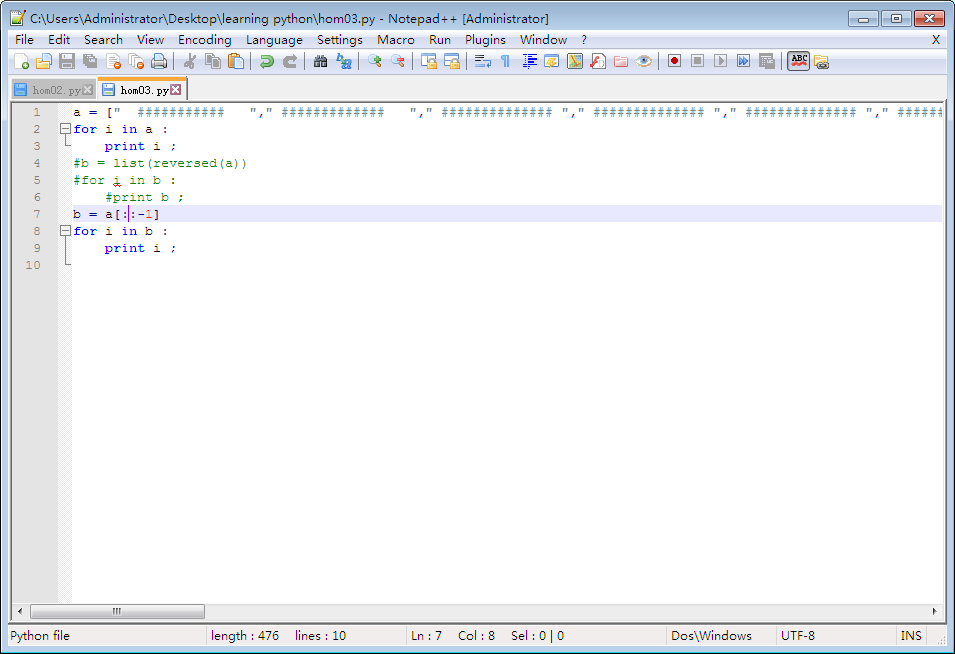 C:\Users\Administrator\Desktop\learning python\hom03.py - Notepad++ [Administrator]
File Edit Search View Encoding Language Settings Macro Run Plugins Window ? X
ABC
hom02.py hom03.py
1 a = ["  ###########   "," #############   "," ############## "," ############## "," ############## "," ######
2 for i in a :
3     print i ;
4 #b = list(reversed(a))
5 #for i in b :
6     #print b ;
7 b = a[::-1]
8 for i in b :
9     print i ;
10
Python file length : 476 lines : 10 Ln : 7 Col : 8 Sel : 0 | 0 Dos\Windows UTF-8 INS